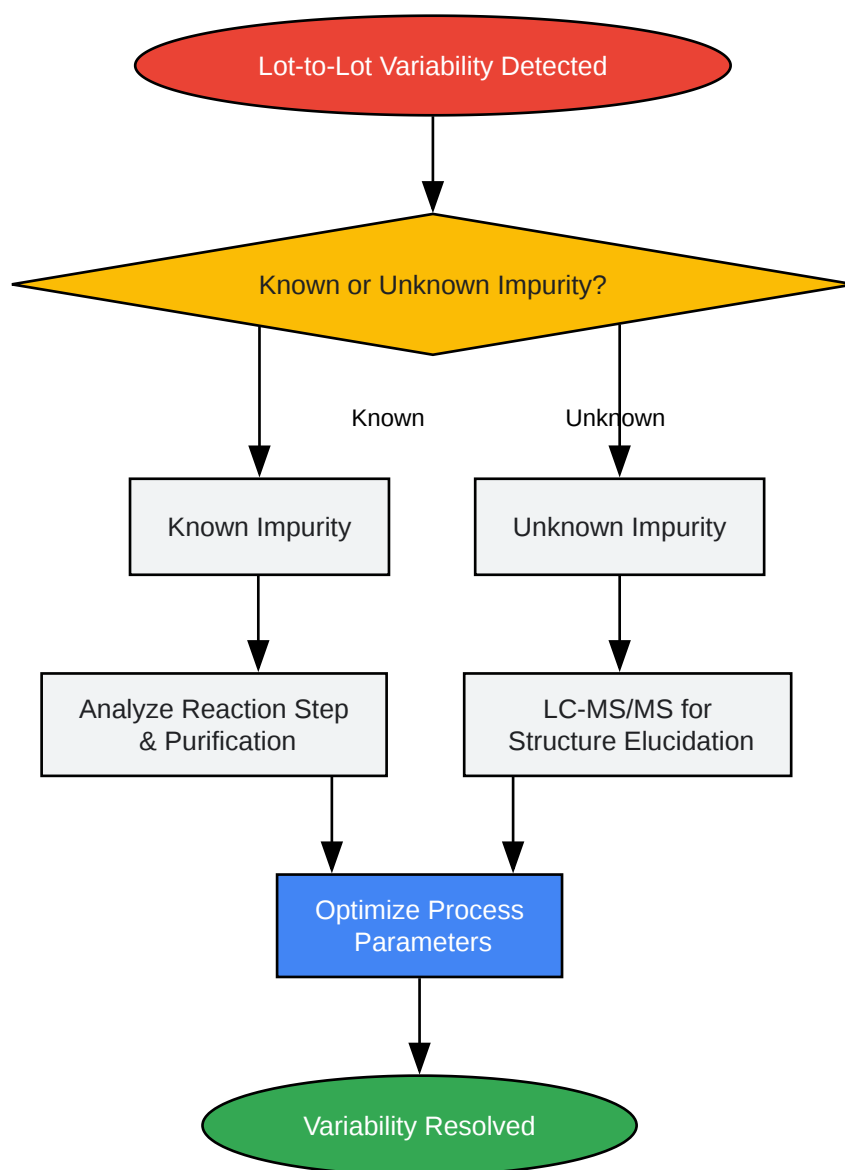 Lot-to-Lot Variability Detected
Known or Unknown Impurity?
Known
Unknown
Known Impurity
Unknown Impurity
Analyze Reaction Step
& Purification
LC-MS/MS for
Structure Elucidation
Optimize Process
Parameters
Variability Resolved